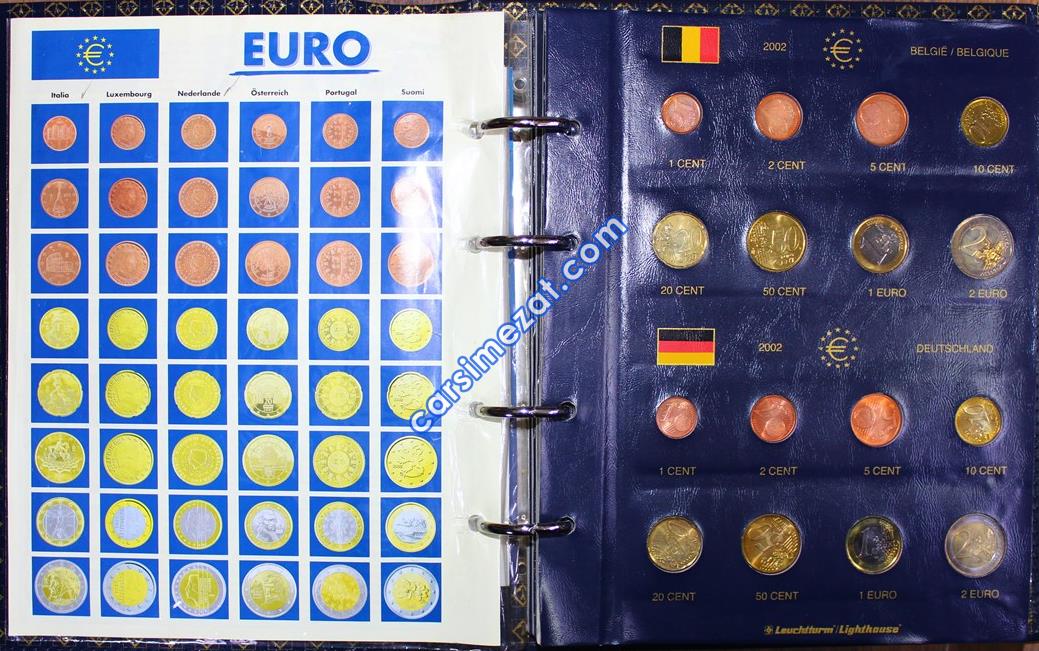 EURO
Italia Luxembourg Nederlande Österreich Portugal Suomi
2002 BELGIË / BELGIQUE
1 CENT 2 CENT 5 CENT 10 CENT
20 CENT 50 CENT 1 EURO 2 EURO
2002 DEUTSCHLAND
1 CENT 2 CENT 5 CENT 10 CENT
20 CENT 50 CENT 1 EURO 2 EURO
Leuchtturm / Lighthouse
carsimezat.com